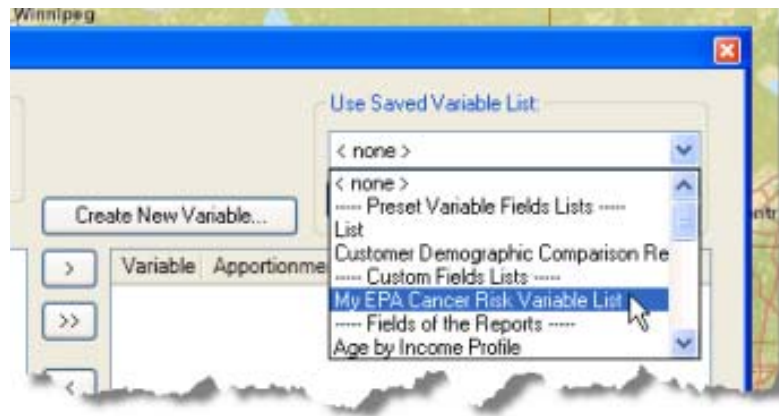 Winnipeg
Use Saved Variable List:
< none >
< none >
----- Preset Variable Fields Lists -----
List
Customer Demographic Comparison Re
----- Custom Fields Lists -----
My EPA Cancer Risk Variable List
----- Fields of the Reports -----
Age by Income Profile
Create New Variable...
> Variable Apportionme
>>
<